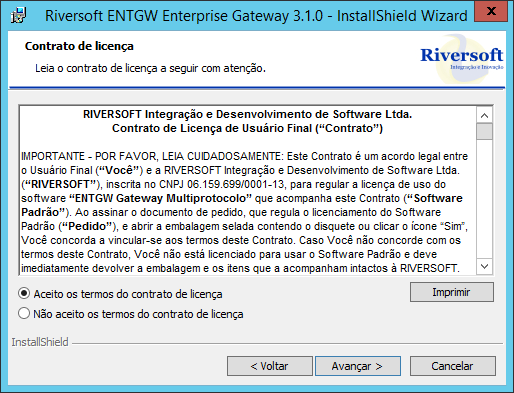 Riversoft ENTGW Enterprise Gateway 3.1.0 - InstallShield Wizard
Contrato de licença
Leia o contrato de licença a seguir com atenção.
Riversoft
Integração e Inovação
RIVERSOFT Integração e Desenvolvimento de Software Ltda.
Contrato de Licença de Usuário Final (“Contrato”)
IMPORTANTE - POR FAVOR, LEIA CUIDADOSAMENTE: Este Contrato é um acordo legal entre
o Usuário Final (“Você”) e a RIVERSOFT Integração e Desenvolvimento de Software Ltda.
(“RIVERSOFT”), inscrita no CNPJ 06.159.699/0001-13, para regular a licença de uso do
software “ENTGW Gateway Multiprotocolo” que acompanha este Contrato (“Software
Padrão”). Ao assinar o documento de pedido, que regula o licenciamento do Software
Padrão (“Pedido”), e abrir a embalagem selada contendo o disquete ou clicar o ícone “Sim”,
Você concorda a vincular-se aos termos deste Contrato. Caso Você não concorde com os
termos deste Contrato, Você não está licenciado para usar o Software Padrão e deve
imediatamente devolver a embalagem e os itens que a acompanham intactos à RIVERSOFT.
Aceito os termos do contrato de licença
Imprimir
Não aceito os termos do contrato de licença
InstallShield
< Voltar
Avançar >
Cancelar